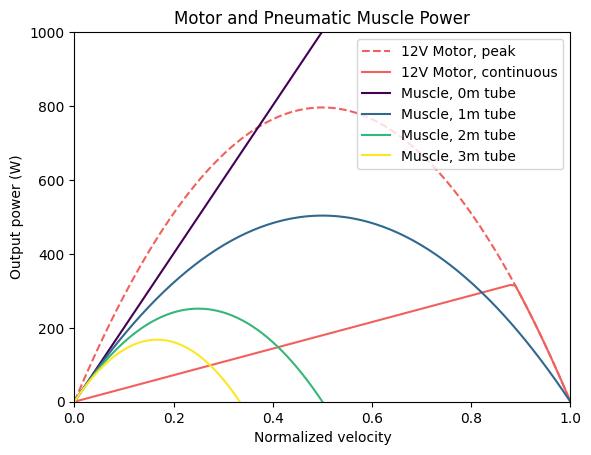 Motor and Pneumatic Muscle Power
Output power (W)
1000
800
600
400
200
0
12V Motor, peak
12V Motor, continuous
Muscle, 0m tube
Muscle, 1m tube
Muscle, 2m tube
Muscle, 3m tube
0.0 0.2 0.4 0.6 0.8 1.0
Normalized velocity